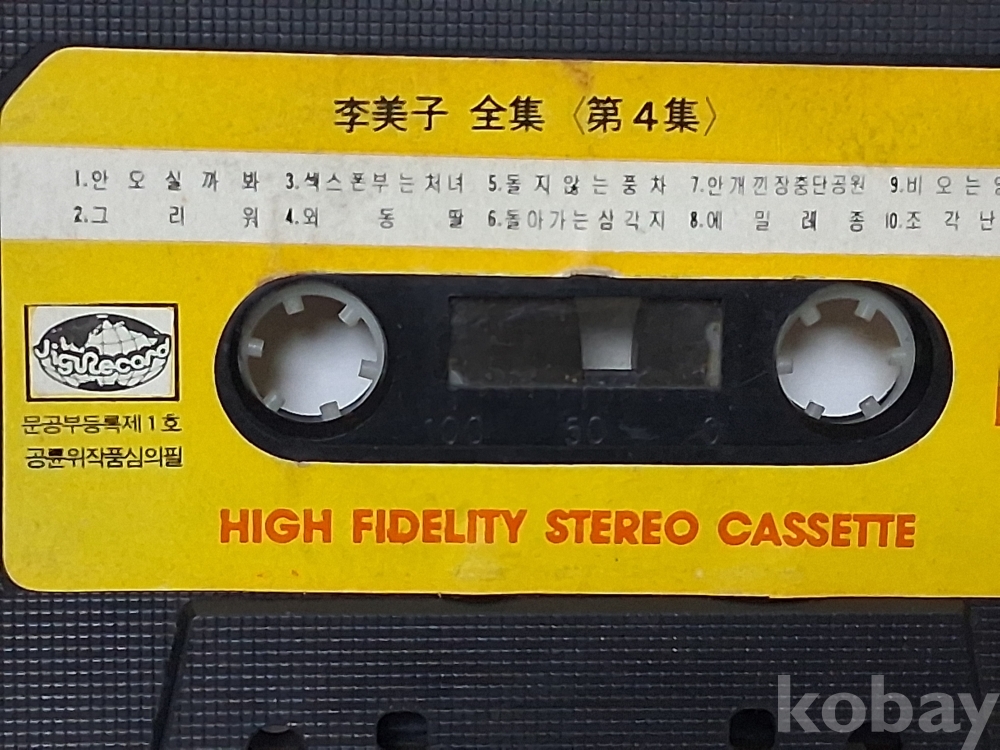 李美子 全集〈第4集〉
1.안오실까봐 3.섹스폰부는처녀 5.돌지않는풍차 7.안개낀장충단공원 9.비오는
2.그리워 4.외동딸 6.돌아가는삼각지 8.에밀레종 10.조각난
JiguRecord
문공부등록제1호
공륜위작품심의필
100 50 0
HIGH FIDELITY STEREO CASSETTE
kobay